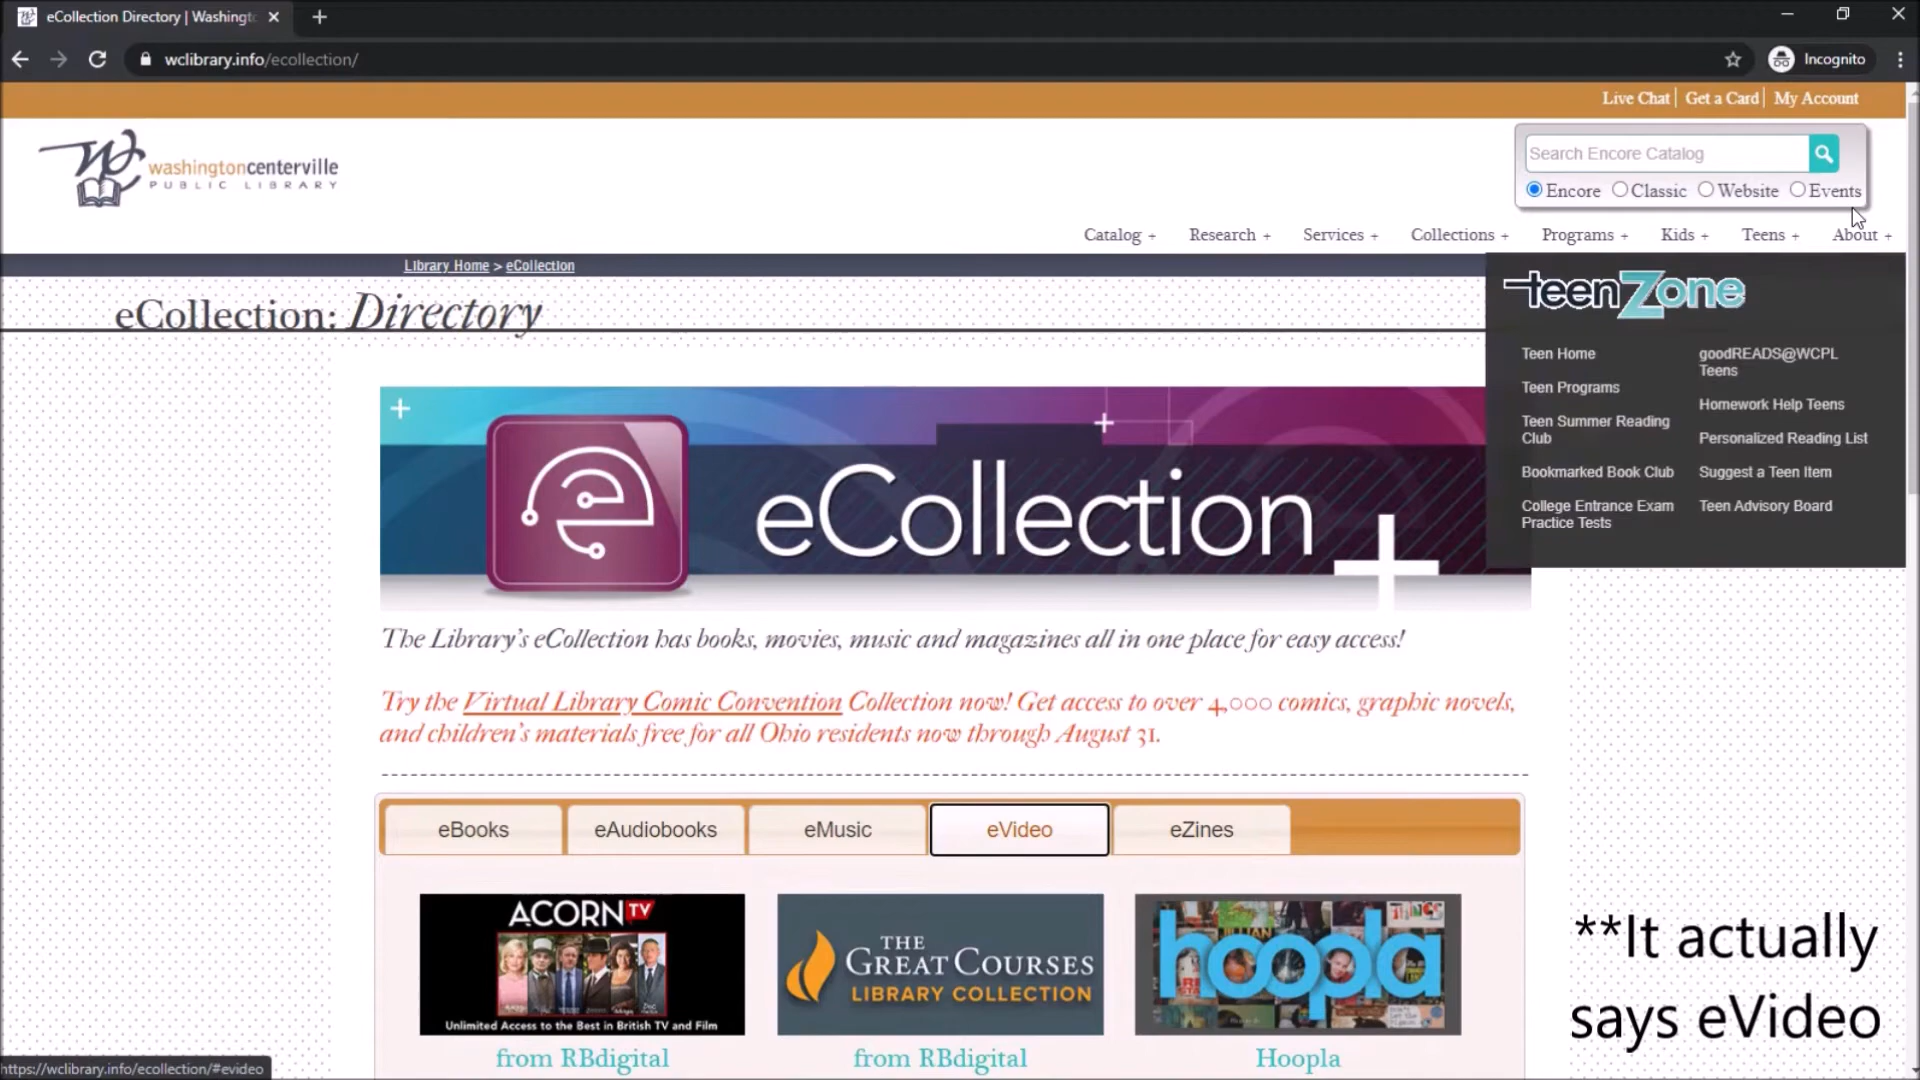 eCollection Directory | Washingt
wclibrary.info/ecollection/
Incognito
Live Chat | Get a Card | My Account
washingtoncenterville
PUBLIC LIBRARY
Search Encore Catalog
Encore Classic Website Events
Catalog + Research + Services + Collections + Programs + Kids + Teens + About +
Library Home > eCollection
eCollection: Directory
teenZone
Teen Home
Teen Programs
Teen Summer Reading
Club
Bookmarked Book Club
College Entrance Exam
Practice Tests
goodREADS@WCPL
Teens
Homework Help Teens
Personalized Reading List
Suggest a Teen Item
Teen Advisory Board
e eCollection
The Library's eCollection has books, movies, music and magazines all in one place for easy access!
Try the Virtual Library Comic Convention Collection now! Get access to over 4,000 comics, graphic novels,
and children's materials free for all Ohio residents now through August 31.
eBooks eAudiobooks eMusic eVideo eZines
ACORN TV
Unlimited Access to the Best in British TV and Film
THE
GREAT COURSES
LIBRARY COLLECTION
hoopla
from RBdigital from RBdigital Hoopla
**It actually
says eVideo
https://wclibrary.info/ecollection/#evideo